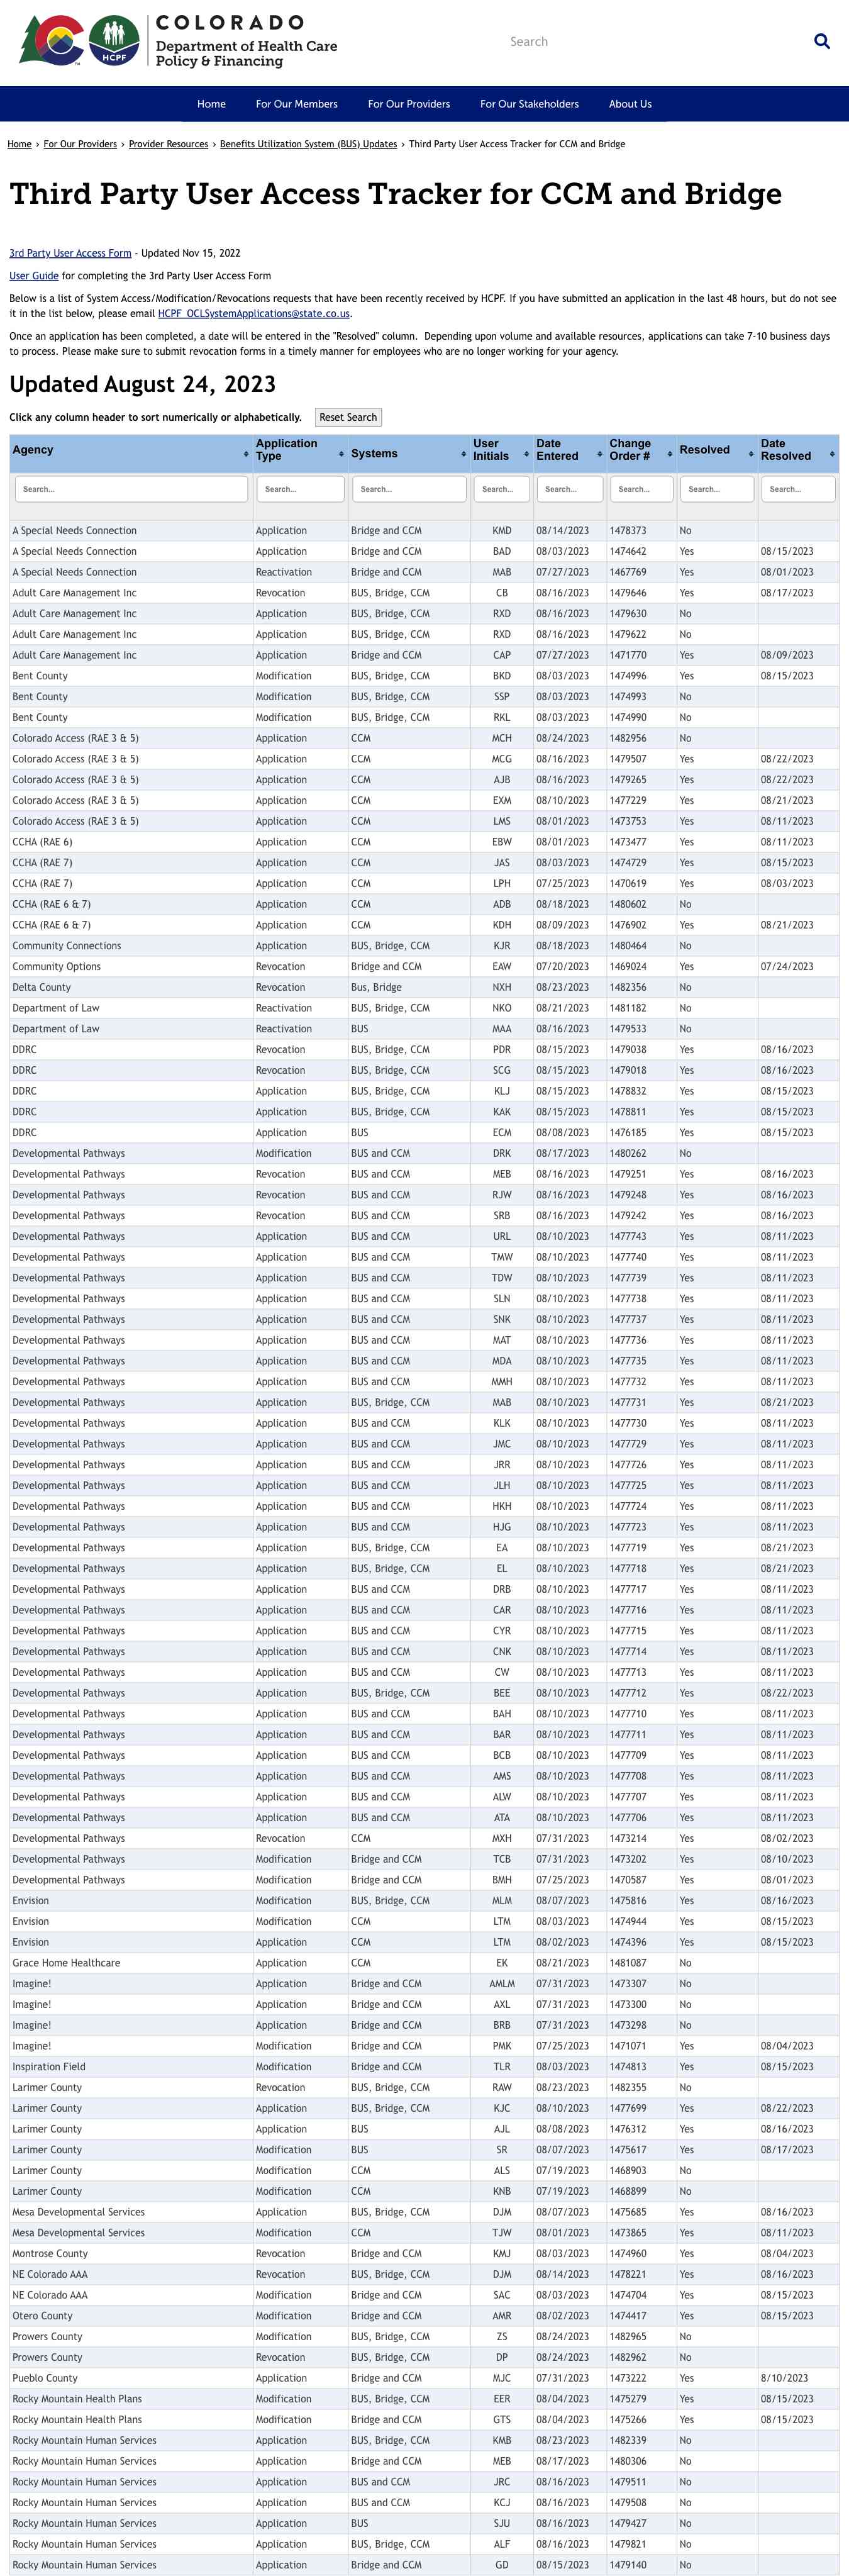 COLORADO
Department of Health Care
Policy & Financing
HCPF
TM
Search
Home For Our Members For Our Providers For Our Stakeholders About Us
Home › For Our Providers › Provider Resources › Benefits Utilization System (BUS) Updates › Third Party User Access Tracker for CCM and Bridge
Third Party User Access Tracker for CCM and Bridge
3rd Party User Access Form - Updated Nov 15, 2022
User Guide for completing the 3rd Party User Access Form
Below is a list of System Access/Modification/Revocations requests that have been recently received by HCPF. If you have submitted an application in the last 48 hours, but do not see
it in the list below, please email HCPF_OCLSystemApplications@state.co.us.
Once an application has been completed, a date will be entered in the "Resolved" column. Depending upon volume and available resources, applications can take 7-10 business days
to process. Please make sure to submit revocation forms in a timely manner for employees who are no longer working for your agency.
Updated August 24, 2023
Click any column header to sort numerically or alphabetically. Reset Search
Agency Application Type Systems User Initials Date Entered Change Order # Resolved Date Resolved
Search... Search... Search... Search... Search... Search... Search... Search...
A Special Needs Connection Application Bridge and CCM KMD 08/14/2023 1478373 No
A Special Needs Connection Application Bridge and CCM BAD 08/03/2023 1474642 Yes 08/15/2023
A Special Needs Connection Reactivation Bridge and CCM MAB 07/27/2023 1467769 Yes 08/01/2023
Adult Care Management Inc Revocation BUS, Bridge, CCM CB 08/16/2023 1479646 Yes 08/17/2023
Adult Care Management Inc Application BUS, Bridge, CCM RXD 08/16/2023 1479630 No
Adult Care Management Inc Application BUS, Bridge, CCM RXD 08/16/2023 1479622 No
Adult Care Management Inc Application Bridge and CCM CAP 07/27/2023 1471770 Yes 08/09/2023
Bent County Modification BUS, Bridge, CCM BKD 08/03/2023 1474996 Yes 08/15/2023
Bent County Modification BUS, Bridge, CCM SSP 08/03/2023 1474993 No
Bent County Modification BUS, Bridge, CCM RKL 08/03/2023 1474990 No
Colorado Access (RAE 3 & 5) Application CCM MCH 08/24/2023 1482956 No
Colorado Access (RAE 3 & 5) Application CCM MCG 08/16/2023 1479507 Yes 08/22/2023
Colorado Access (RAE 3 & 5) Application CCM AJB 08/16/2023 1479265 Yes 08/22/2023
Colorado Access (RAE 3 & 5) Application CCM EXM 08/10/2023 1477229 Yes 08/21/2023
Colorado Access (RAE 3 & 5) Application CCM LMS 08/01/2023 1473753 Yes 08/11/2023
CCHA (RAE 6) Application CCM EBW 08/01/2023 1473477 Yes 08/11/2023
CCHA (RAE 7) Application CCM JAS 08/03/2023 1474729 Yes 08/15/2023
CCHA (RAE 7) Application CCM LPH 07/25/2023 1470619 Yes 08/03/2023
CCHA (RAE 6 & 7) Application CCM ADB 08/18/2023 1480602 No
CCHA (RAE 6 & 7) Application CCM KDH 08/09/2023 1476902 Yes 08/21/2023
Community Connections Application BUS, Bridge, CCM KJR 08/18/2023 1480464 No
Community Options Revocation Bridge and CCM EAW 07/20/2023 1469024 Yes 07/24/2023
Delta County Revocation Bus, Bridge NXH 08/23/2023 1482356 No
Department of Law Reactivation BUS, Bridge, CCM NKO 08/21/2023 1481182 No
Department of Law Reactivation BUS MAA 08/16/2023 1479533 No
DDRC Revocation BUS, Bridge, CCM PDR 08/15/2023 1479038 Yes 08/16/2023
DDRC Revocation BUS, Bridge, CCM SCG 08/15/2023 1479018 Yes 08/16/2023
DDRC Application BUS, Bridge, CCM KLJ 08/15/2023 1478832 Yes 08/15/2023
DDRC Application BUS, Bridge, CCM KAK 08/15/2023 1478811 Yes 08/15/2023
DDRC Application BUS ECM 08/08/2023 1476185 Yes 08/15/2023
Developmental Pathways Modification BUS and CCM DRK 08/17/2023 1480262 No
Developmental Pathways Revocation BUS and CCM MEB 08/16/2023 1479251 Yes 08/16/2023
Developmental Pathways Revocation BUS and CCM RJW 08/16/2023 1479248 Yes 08/16/2023
Developmental Pathways Revocation BUS and CCM SRB 08/16/2023 1479242 Yes 08/16/2023
Developmental Pathways Application BUS and CCM URL 08/10/2023 1477743 Yes 08/11/2023
Developmental Pathways Application BUS and CCM TMW 08/10/2023 1477740 Yes 08/11/2023
Developmental Pathways Application BUS and CCM TDW 08/10/2023 1477739 Yes 08/11/2023
Developmental Pathways Application BUS and CCM SLN 08/10/2023 1477738 Yes 08/11/2023
Developmental Pathways Application BUS and CCM SNK 08/10/2023 1477737 Yes 08/11/2023
Developmental Pathways Application BUS and CCM MAT 08/10/2023 1477736 Yes 08/11/2023
Developmental Pathways Application BUS and CCM MDA 08/10/2023 1477735 Yes 08/11/2023
Developmental Pathways Application BUS and CCM MMH 08/10/2023 1477732 Yes 08/11/2023
Developmental Pathways Application BUS, Bridge, CCM MAB 08/10/2023 1477731 Yes 08/21/2023
Developmental Pathways Application BUS and CCM KLK 08/10/2023 1477730 Yes 08/11/2023
Developmental Pathways Application BUS and CCM JMC 08/10/2023 1477729 Yes 08/11/2023
Developmental Pathways Application BUS and CCM JRR 08/10/2023 1477726 Yes 08/11/2023
Developmental Pathways Application BUS and CCM JLH 08/10/2023 1477725 Yes 08/11/2023
Developmental Pathways Application BUS and CCM HKH 08/10/2023 1477724 Yes 08/11/2023
Developmental Pathways Application BUS and CCM HJG 08/10/2023 1477723 Yes 08/11/2023
Developmental Pathways Application BUS, Bridge, CCM EA 08/10/2023 1477719 Yes 08/21/2023
Developmental Pathways Application BUS, Bridge, CCM EL 08/10/2023 1477718 Yes 08/21/2023
Developmental Pathways Application BUS and CCM DRB 08/10/2023 1477717 Yes 08/11/2023
Developmental Pathways Application BUS and CCM CAR 08/10/2023 1477716 Yes 08/11/2023
Developmental Pathways Application BUS and CCM CYR 08/10/2023 1477715 Yes 08/11/2023
Developmental Pathways Application BUS and CCM CNK 08/10/2023 1477714 Yes 08/11/2023
Developmental Pathways Application BUS and CCM CW 08/10/2023 1477713 Yes 08/11/2023
Developmental Pathways Application BUS, Bridge, CCM BEE 08/10/2023 1477712 Yes 08/22/2023
Developmental Pathways Application BUS and CCM BAH 08/10/2023 1477710 Yes 08/11/2023
Developmental Pathways Application BUS and CCM BAR 08/10/2023 1477711 Yes 08/11/2023
Developmental Pathways Application BUS and CCM BCB 08/10/2023 1477709 Yes 08/11/2023
Developmental Pathways Application BUS and CCM AMS 08/10/2023 1477708 Yes 08/11/2023
Developmental Pathways Application BUS and CCM ALW 08/10/2023 1477707 Yes 08/11/2023
Developmental Pathways Application BUS and CCM ATA 08/10/2023 1477706 Yes 08/11/2023
Developmental Pathways Revocation CCM MXH 07/31/2023 1473214 Yes 08/02/2023
Developmental Pathways Modification Bridge and CCM TCB 07/31/2023 1473202 Yes 08/10/2023
Developmental Pathways Modification Bridge and CCM BMH 07/25/2023 1470587 Yes 08/01/2023
Envision Modification BUS, Bridge, CCM MLM 08/07/2023 1475816 Yes 08/16/2023
Envision Modification CCM LTM 08/03/2023 1474944 Yes 08/15/2023
Envision Application CCM LTM 08/02/2023 1474396 Yes 08/15/2023
Grace Home Healthcare Application CCM EK 08/21/2023 1481087 No
Imagine! Application Bridge and CCM AMLM 07/31/2023 1473307 No
Imagine! Application Bridge and CCM AXL 07/31/2023 1473300 No
Imagine! Application Bridge and CCM BRB 07/31/2023 1473298 No
Imagine! Modification Bridge and CCM PMK 07/25/2023 1471071 Yes 08/04/2023
Inspiration Field Modification Bridge and CCM TLR 08/03/2023 1474813 Yes 08/15/2023
Larimer County Revocation BUS, Bridge, CCM RAW 08/23/2023 1482355 No
Larimer County Application BUS, Bridge, CCM KJC 08/10/2023 1477699 Yes 08/22/2023
Larimer County Application BUS AJL 08/08/2023 1476312 Yes 08/16/2023
Larimer County Modification BUS SR 08/07/2023 1475617 Yes 08/17/2023
Larimer County Modification CCM ALS 07/19/2023 1468903 No
Larimer County Modification CCM KNB 07/19/2023 1468899 No
Mesa Developmental Services Application BUS, Bridge, CCM DJM 08/07/2023 1475685 Yes 08/16/2023
Mesa Developmental Services Modification CCM TJW 08/01/2023 1473865 Yes 08/11/2023
Montrose County Revocation Bridge and CCM KMJ 08/03/2023 1474960 Yes 08/04/2023
NE Colorado AAA Revocation BUS, Bridge, CCM DJM 08/14/2023 1478221 Yes 08/16/2023
NE Colorado AAA Modification Bridge and CCM SAC 08/03/2023 1474704 Yes 08/15/2023
Otero County Modification Bridge and CCM AMR 08/02/2023 1474417 Yes 08/15/2023
Prowers County Modification BUS, Bridge, CCM ZS 08/24/2023 1482965 No
Prowers County Revocation BUS, Bridge, CCM DP 08/24/2023 1482962 No
Pueblo County Application Bridge and CCM MJC 07/31/2023 1473222 Yes 8/10/2023
Rocky Mountain Health Plans Modification BUS, Bridge, CCM EER 08/04/2023 1475279 Yes 08/15/2023
Rocky Mountain Health Plans Modification Bridge and CCM GTS 08/04/2023 1475266 Yes 08/15/2023
Rocky Mountain Human Services Application BUS, Bridge, CCM KMB 08/23/2023 1482339 No
Rocky Mountain Human Services Application Bridge and CCM MEB 08/17/2023 1480306 No
Rocky Mountain Human Services Application BUS and CCM JRC 08/16/2023 1479511 No
Rocky Mountain Human Services Application BUS and CCM KCJ 08/16/2023 1479508 No
Rocky Mountain Human Services Application BUS SJU 08/16/2023 1479427 No
Rocky Mountain Human Services Application BUS, Bridge, CCM ALF 08/16/2023 1479821 No
Rocky Mountain Human Services Application Bridge and CCM GD 08/15/2023 1479140 No